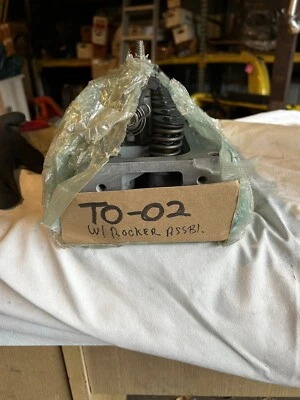 TO-02
W/ ROCKER ASSBL.